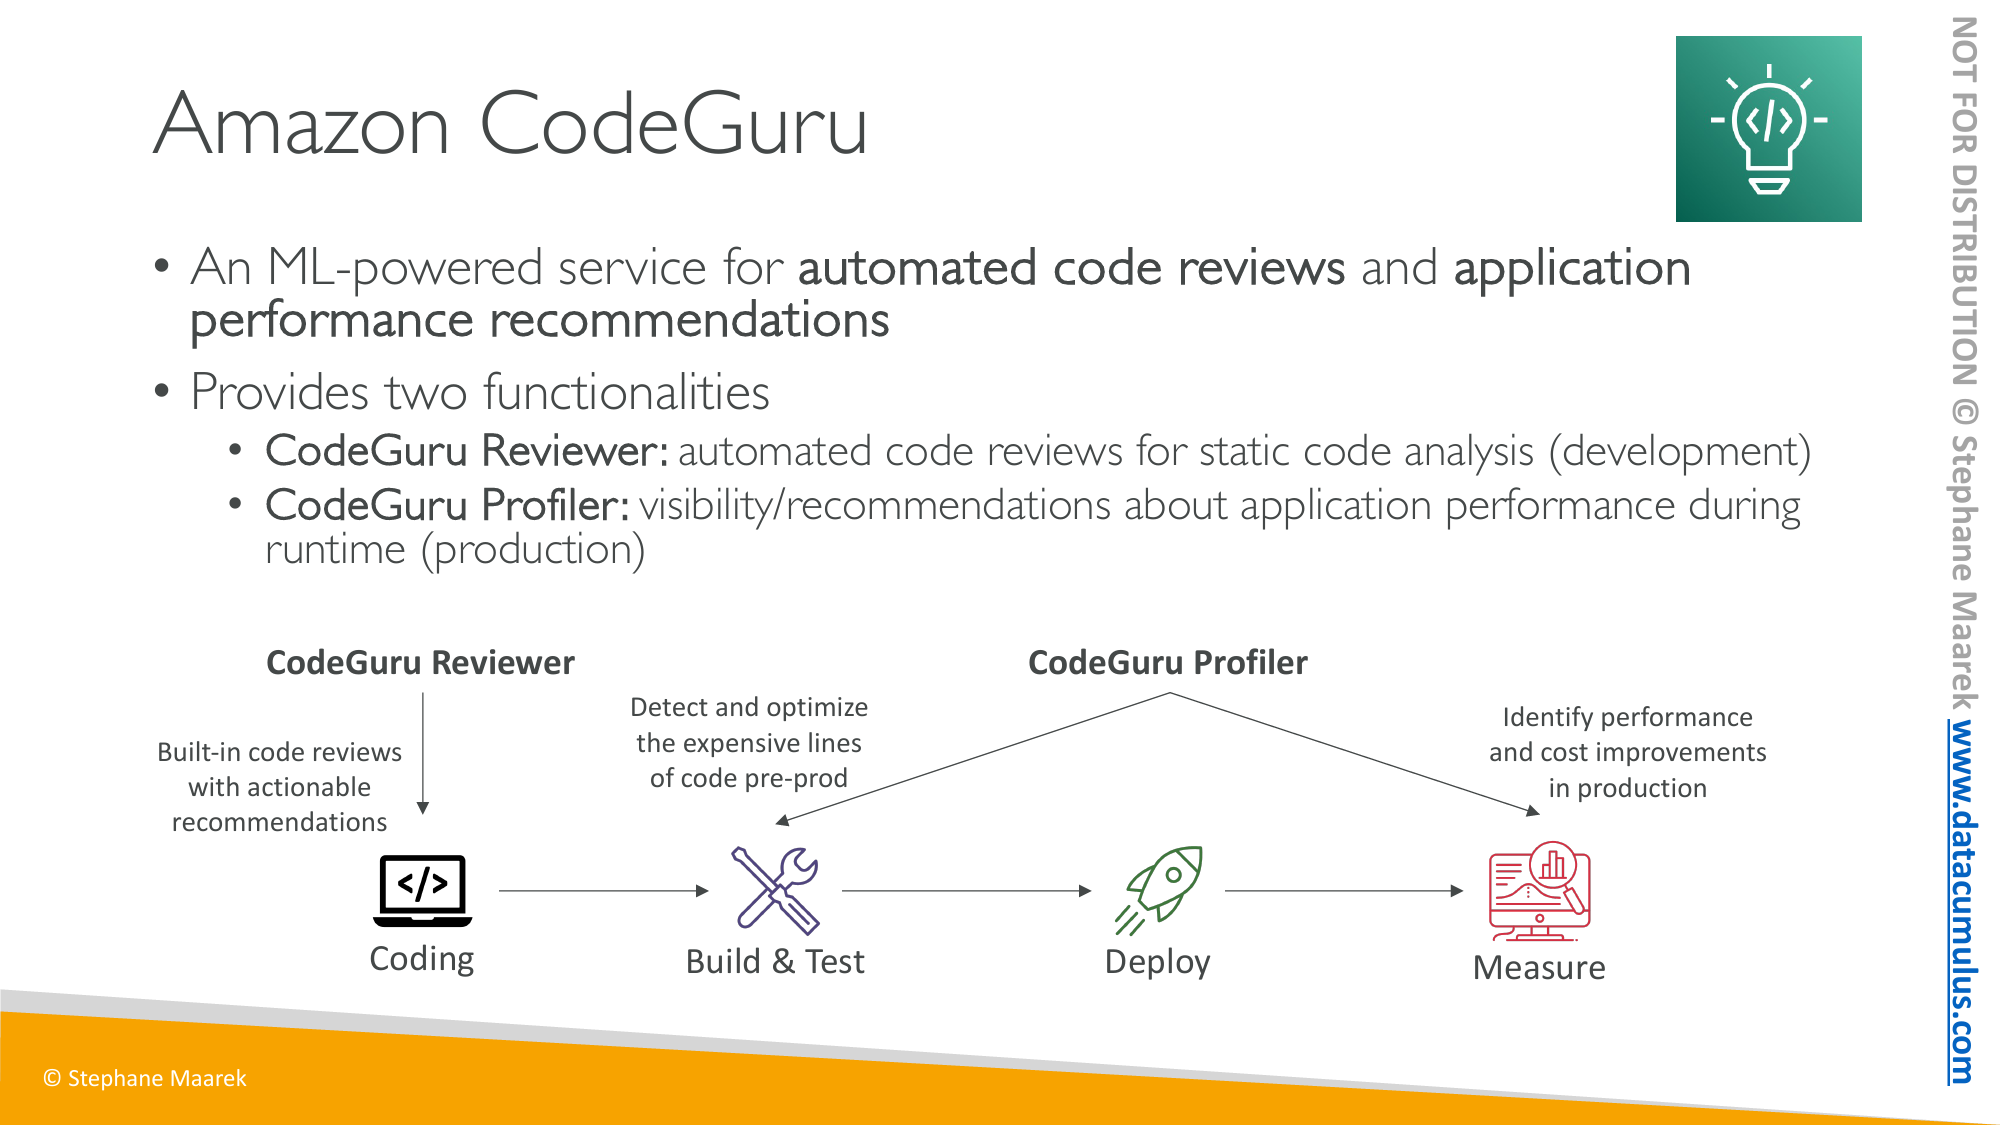 Amazon CodeGuru
• An ML-powered service for automated code reviews and application
performance recommendations
• Provides two functionalities
• CodeGuru Reviewer: automated code reviews for static code analysis (development)
• CodeGuru Profiler: visibility/recommendations about application performance during
runtime (production)
CodeGuru Reviewer
Built-in code reviews
with actionable
recommendations
Detect and optimize
the expensive lines
of code pre-prod
CodeGuru Profiler
Identify performance
and cost improvements
in production
</>
Coding
Build & Test
Deploy
Measure
© Stephane Maarek
NOT FOR DISTRIBUTION © Stephane Maarek www.datacumulus.com